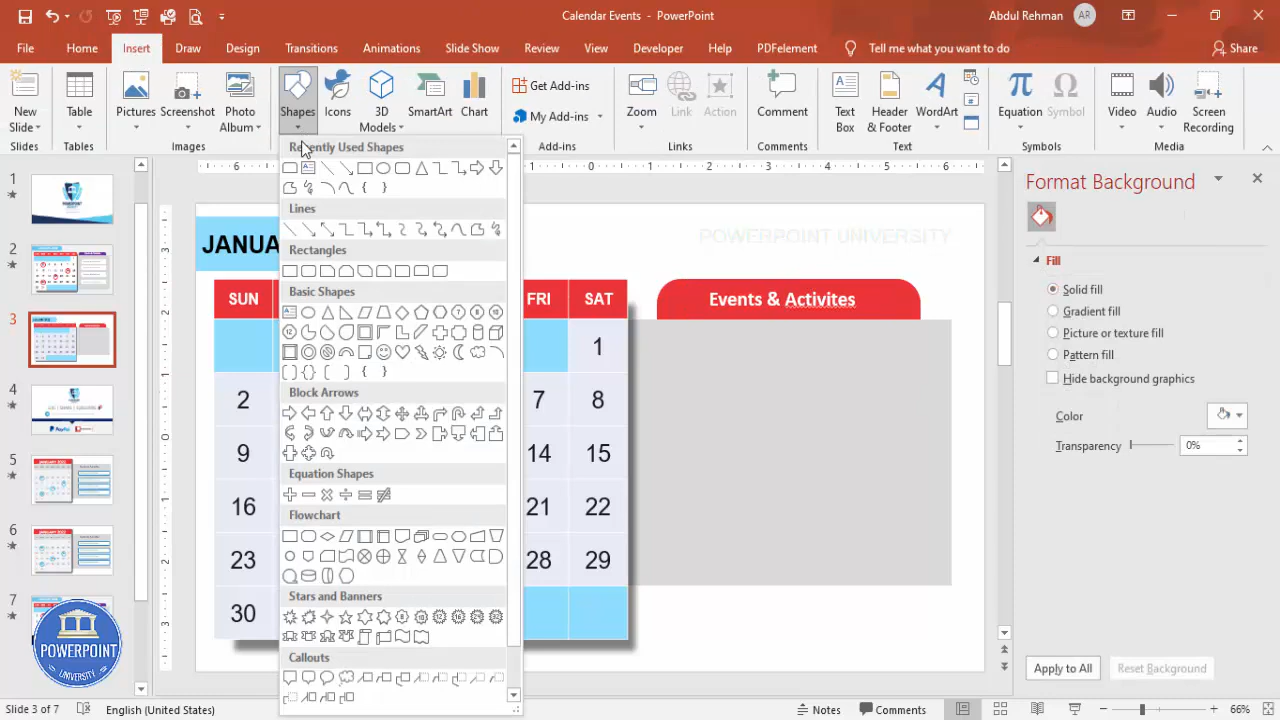 Calendar Events - PowerPoint
Abdul Rehman
AR
File
Home
Insert
Draw
Design
Transitions
Animations
Slide Show
Review
View
Developer
Help
PDFelement
Tell me what you want to do
Share
New Slide
Table
Pictures
Screenshot
Photo Album
Shapes
Icons
3D Models
SmartArt
Chart
Get Add-ins
My Add-ins
Zoom
Link
Action
Comment
Text Box
Header & Footer
WordArt
Equation
Symbol
Video
Audio
Screen Recording
Slides
Tables
Images
Add-ins
Links
Comments
Text
Symbols
Media
Recently Used Shapes
Lines
Rectangles
Basic Shapes
Block Arrows
Equation Shapes
Flowchart
Stars and Banners
Callouts
1
2
3
4
5
6
7
POWERPOINT
UNIVERSITY
JANUA
POWERPOINT UNIVERSITY
SUN FRI SAT
1
2 7 8
9 14 15
16 21 22
23 28 29
30
Events & Activites
Format Background
Fill
Solid fill
Gradient fill
Picture or texture fill
Pattern fill
Hide background graphics
Color
Transparency 0%
Apply to All
Reset Background
Slide 3 of 7
English (United States)
Notes
Comments
66%